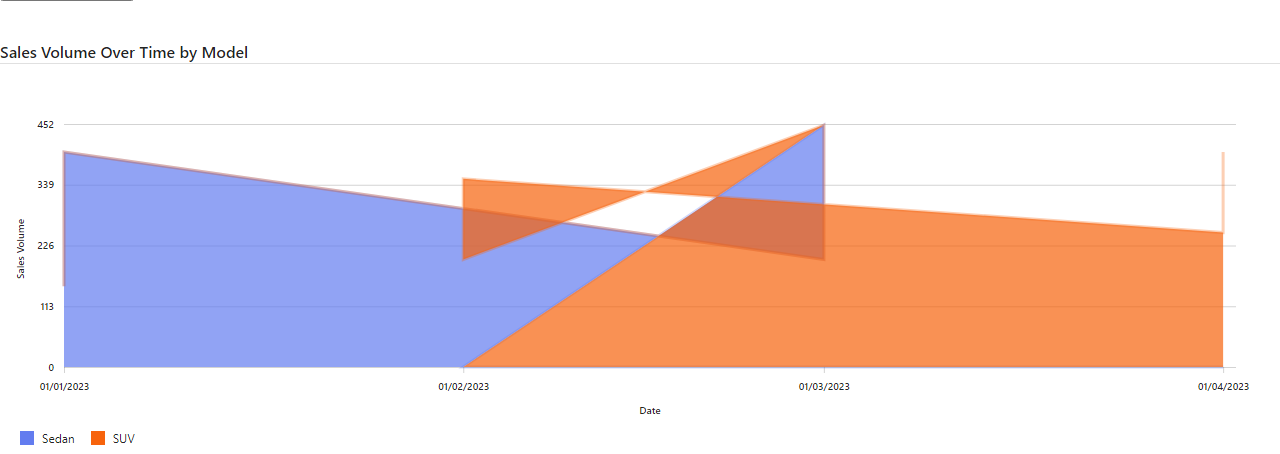 Sales Volume Over Time by Model
452
339
226
113
0
Sales Volume
01/01/2023 01/02/2023 01/03/2023 01/04/2023
Date
Sedan SUV